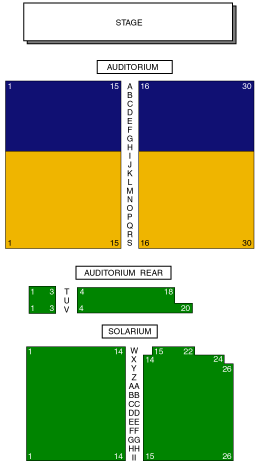 STAGE
AUDITORIUM
1 15 A 16 30
B
C
D
E
F
G
H
I
J
K
L
M
N
O
P
Q
R
1 15 S 16 30
AUDITORIUM REAR
1 3 T 4 18
U
1 3 V 4 20
SOLARIUM
1 14 W 15 22
X 14 24
Y 26
Z
AA
BB
CC
DD
EE
FF
GG
HH
1 14 II 15 26